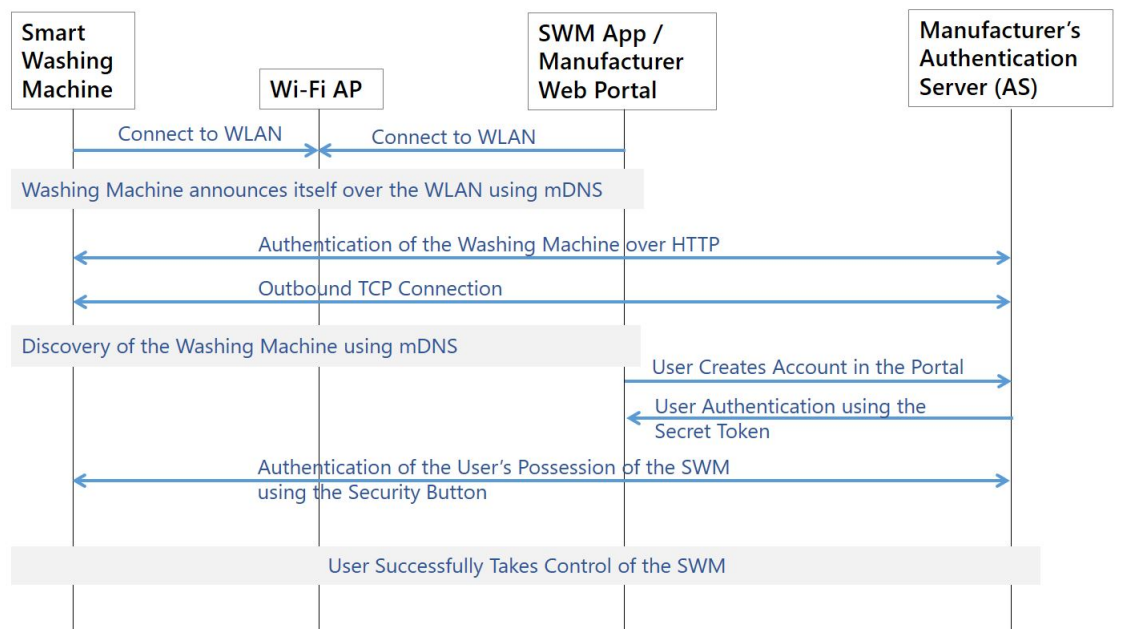 Smart
Washing
Machine
Wi-Fi AP
SWM App /
Manufacturer
Web Portal
Manufacturer’s
Authentication
Server (AS)
Connect to WLAN
Connect to WLAN
Washing Machine announces itself over the WLAN using mDNS
Authentication of the Washing Machine over HTTP
Outbound TCP Connection
Discovery of the Washing Machine using mDNS
User Creates Account in the Portal
User Authentication using the
Secret Token
Authentication of the User’s Possession of the SWM
using the Security Button
User Successfully Takes Control of the SWM